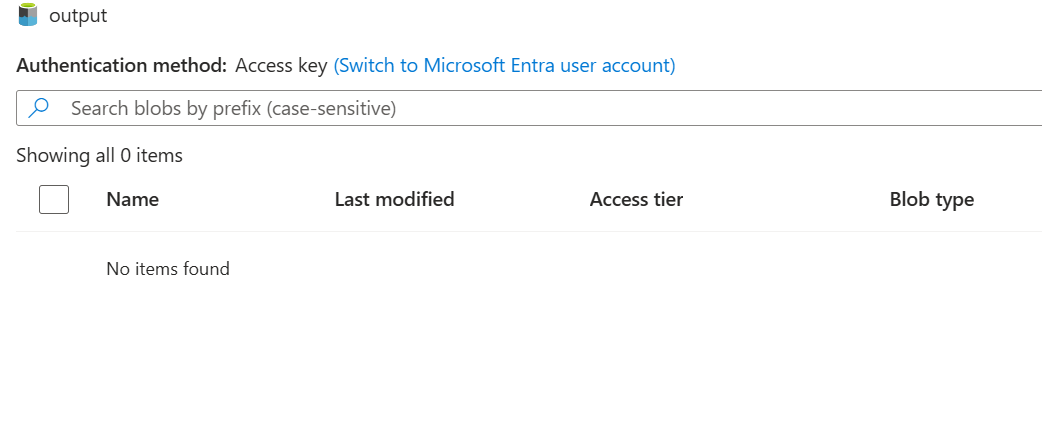 output
Authentication method: Access key (Switch to Microsoft Entra user account)
Search blobs by prefix (case-sensitive)
Showing all 0 items
Name Last modified Access tier Blob type
No items found